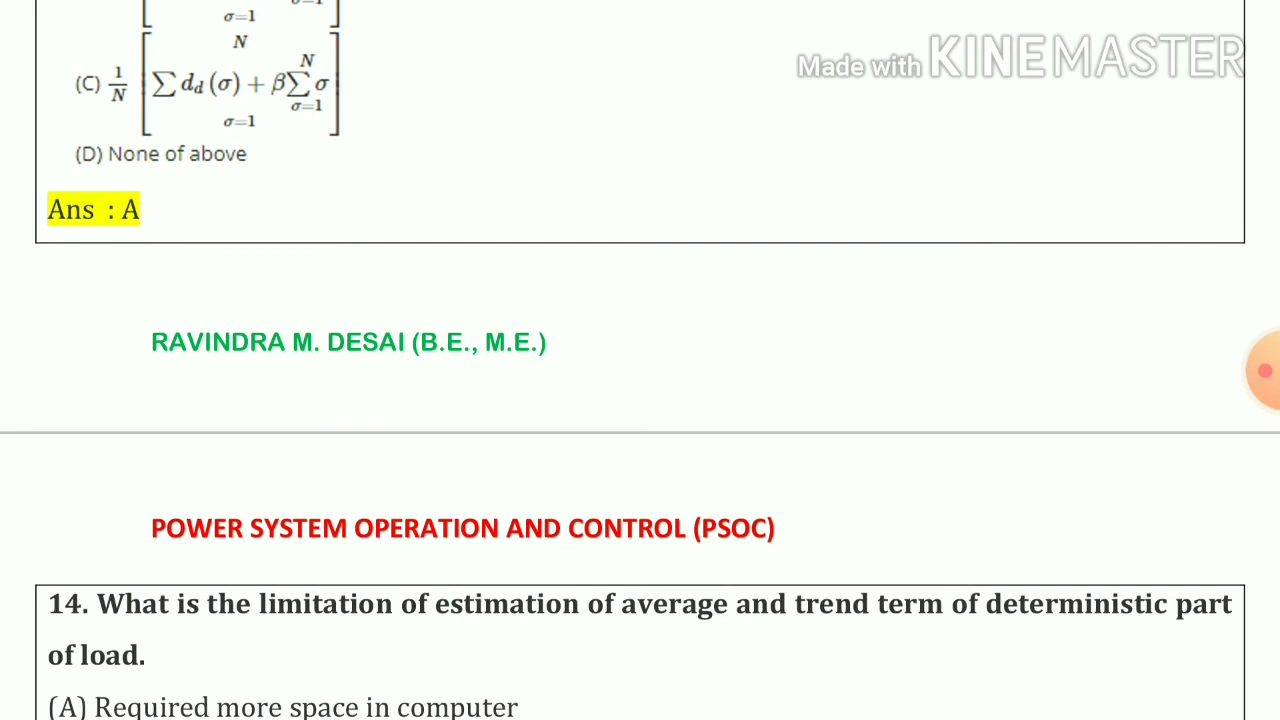 σ=1
σ=1
N
N
(C) 1/N [ ∑ d_d (σ) + β∑ σ ]
σ=1
σ=1
(D) None of above
Ans : A
Made with KINEMASTER
RAVINDRA M. DESAI (B.E., M.E.)
POWER SYSTEM OPERATION AND CONTROL (PSOC)
14. What is the limitation of estimation of average and trend term of deterministic part
of load.
(A) Required more space in computer